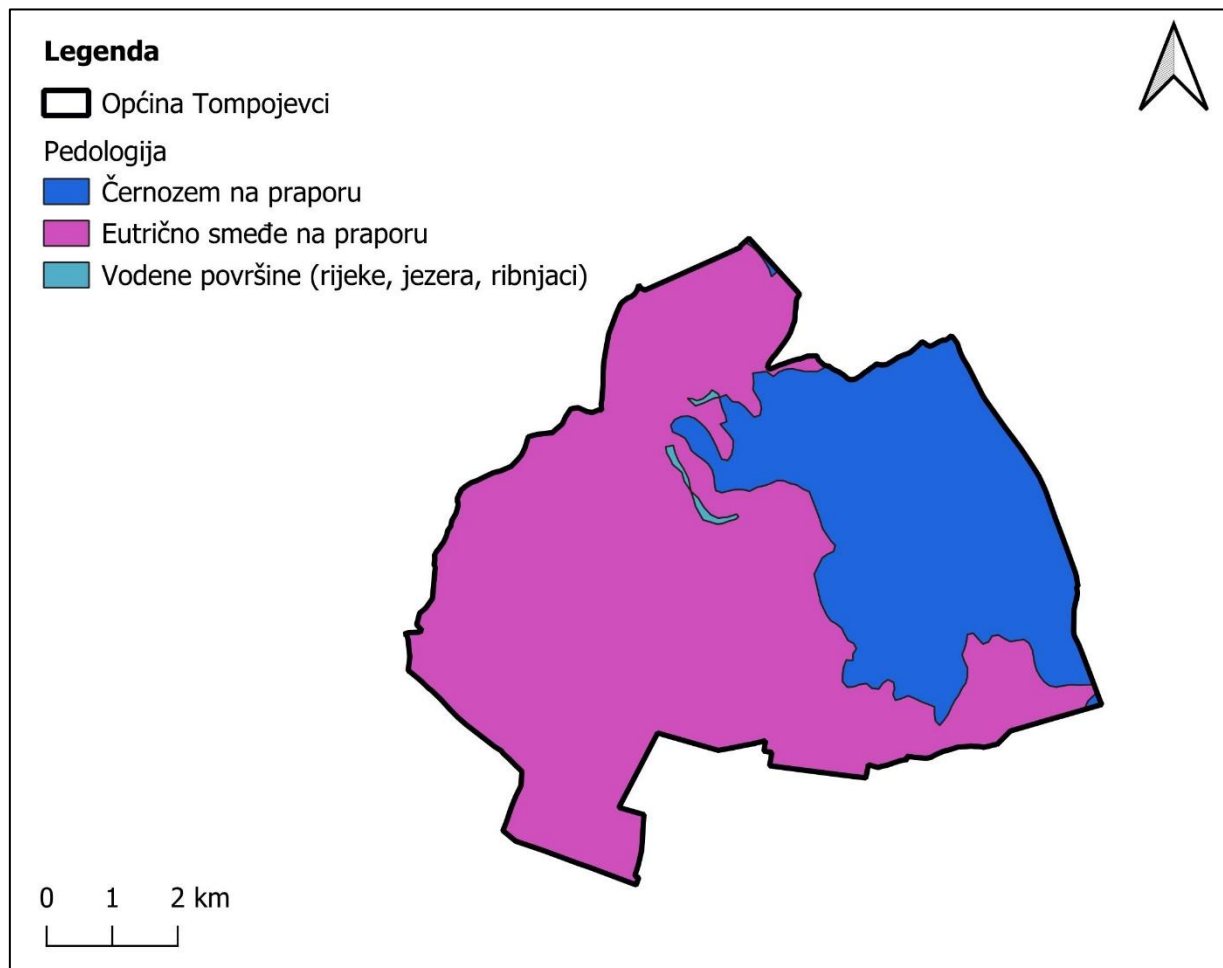 Legenda
Općina Tompojevci
Pedologija
Černozem na praporu
Eutrično smeđe na praporu
Vodene površine (rijeke, jezera, ribnjaci)
0 1 2 km